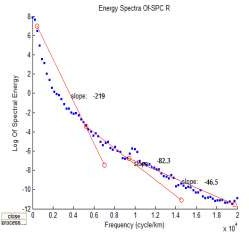 Energy Spectra Of-SPC R
8
6
4
2
0
-2
-4
-6
-8
-10
-12
Log Of Spectral Energy
slope: -219
slope: -82.3
slope: -46.5
0 0.2 0.4 0.6 0.8 1 1.2 1.4 1.6 1.8 2
x 10⁴
Frequency (cycle/km)
close
process...